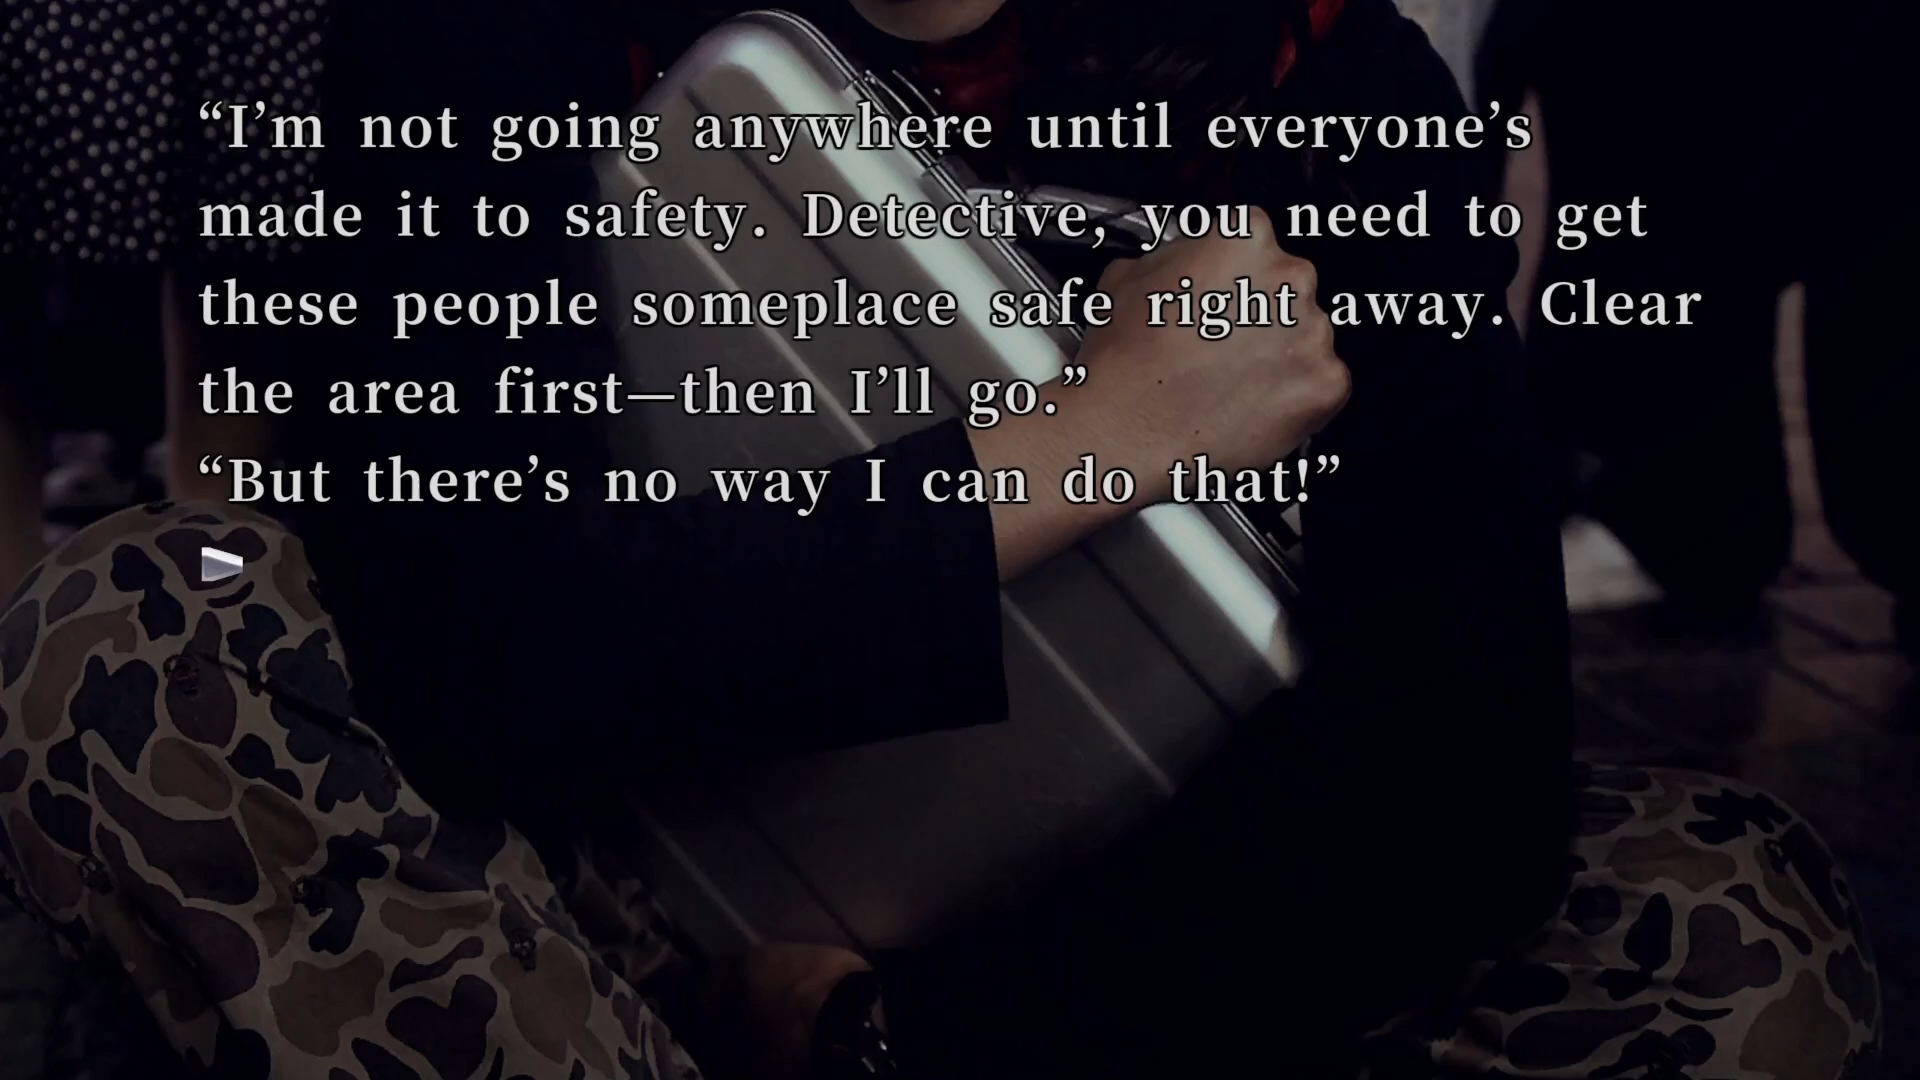 “I’m not going anywhere until everyone’s
made it to safety. Detective, you need to get
these people someplace safe right away. Clear
the area first—then I’ll go.”
“But there’s no way I can do that!”